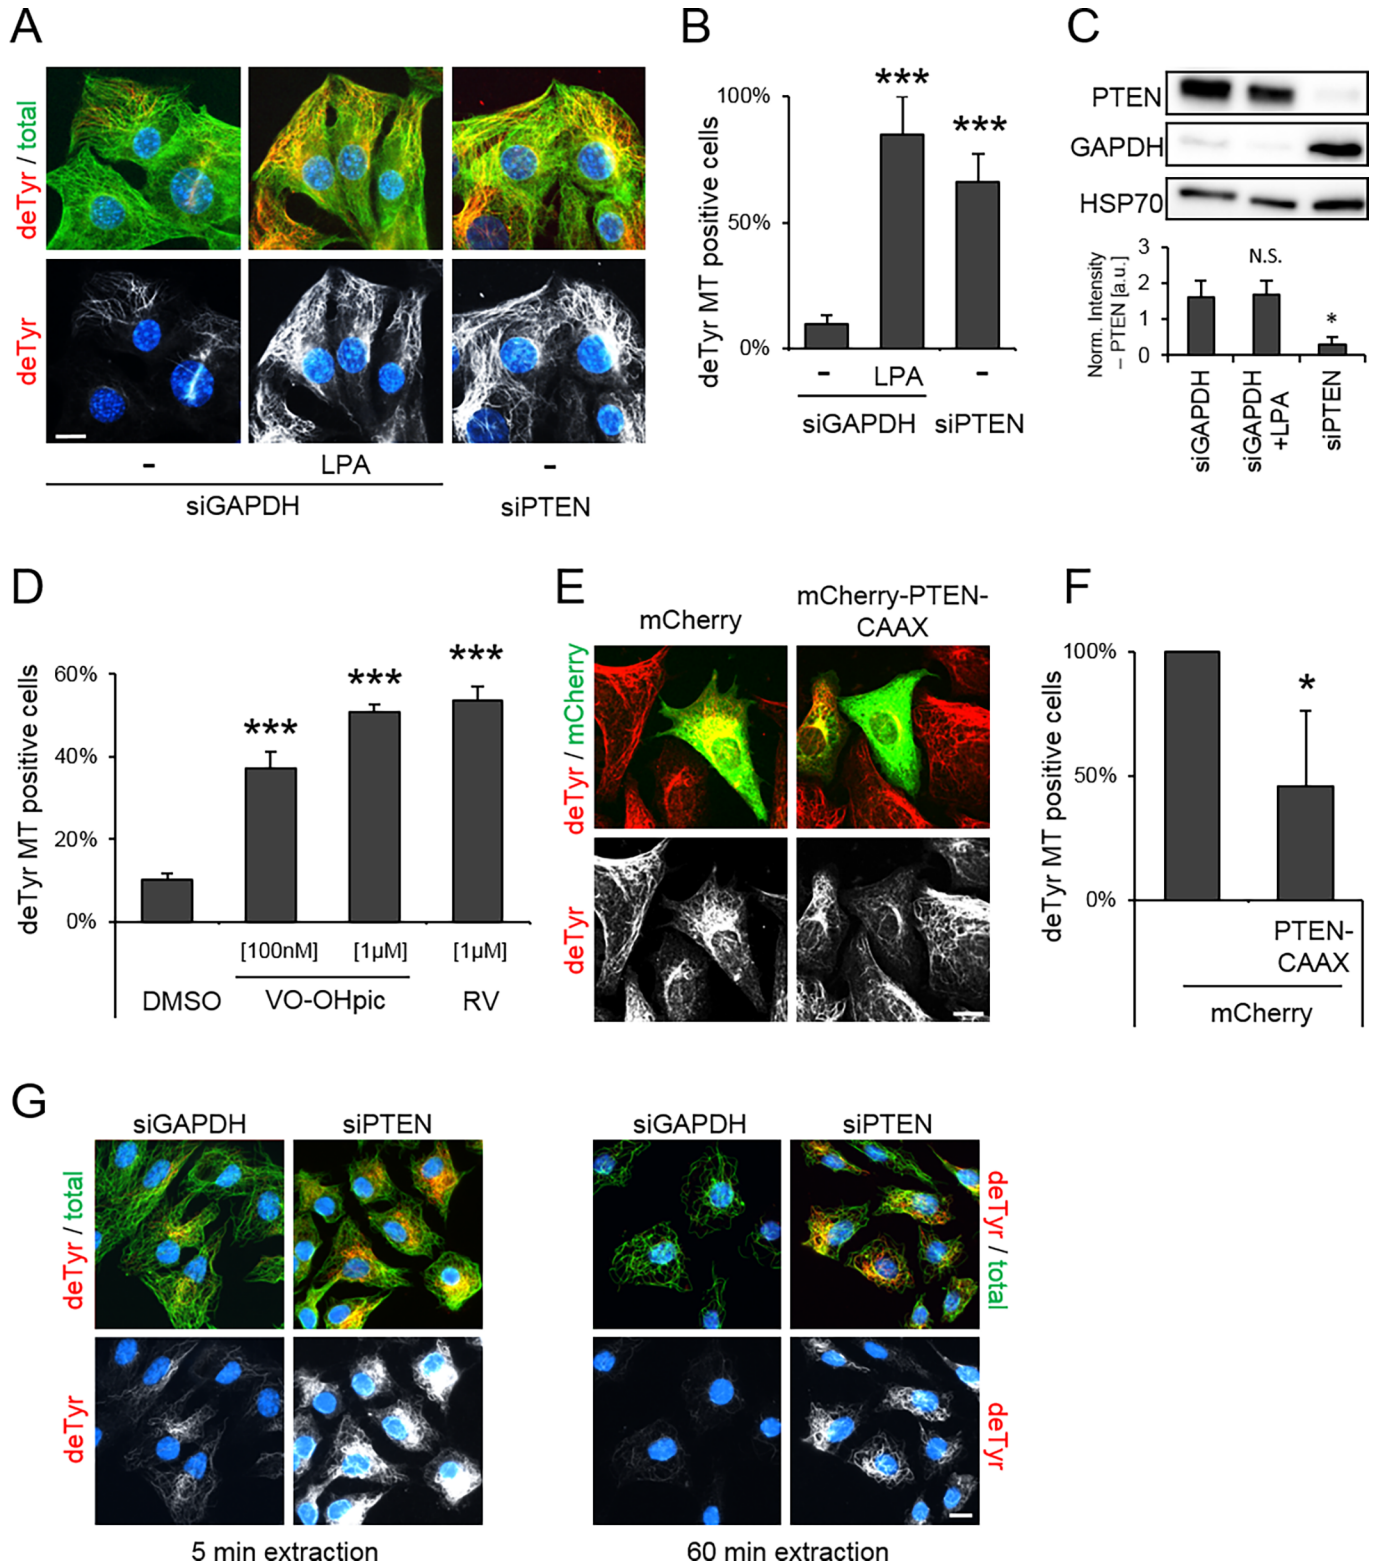 A
deTyr / total
deTyr
-
LPA
-
siGAPDH
siPTEN
B
deTyr MT positive cells
100%
50%
0%
***
***
-
LPA
-
siGAPDH
siPTEN
C
PTEN
GAPDH
HSP70
Norm. Intensity
– PTEN [a.u.]
3
2
1
0
N.S.
*
siGAPDH
siGAPDH
+LPA
siPTEN
D
deTyr MT positive cells
60%
40%
20%
0%
***
***
***
[100nM]
[1µM]
[1µM]
DMSO
VO-OHpic
RV
E
mCherry
mCherry-PTEN-
CAAX
deTyr / mCherry
deTyr
F
deTyr MT positive cells
100%
50%
0%
*
PTEN-
CAAX
mCherry
G
siGAPDH
siPTEN
siGAPDH
siPTEN
deTyr / total
deTyr / total
deTyr
deTyr
5 min extraction
60 min extraction